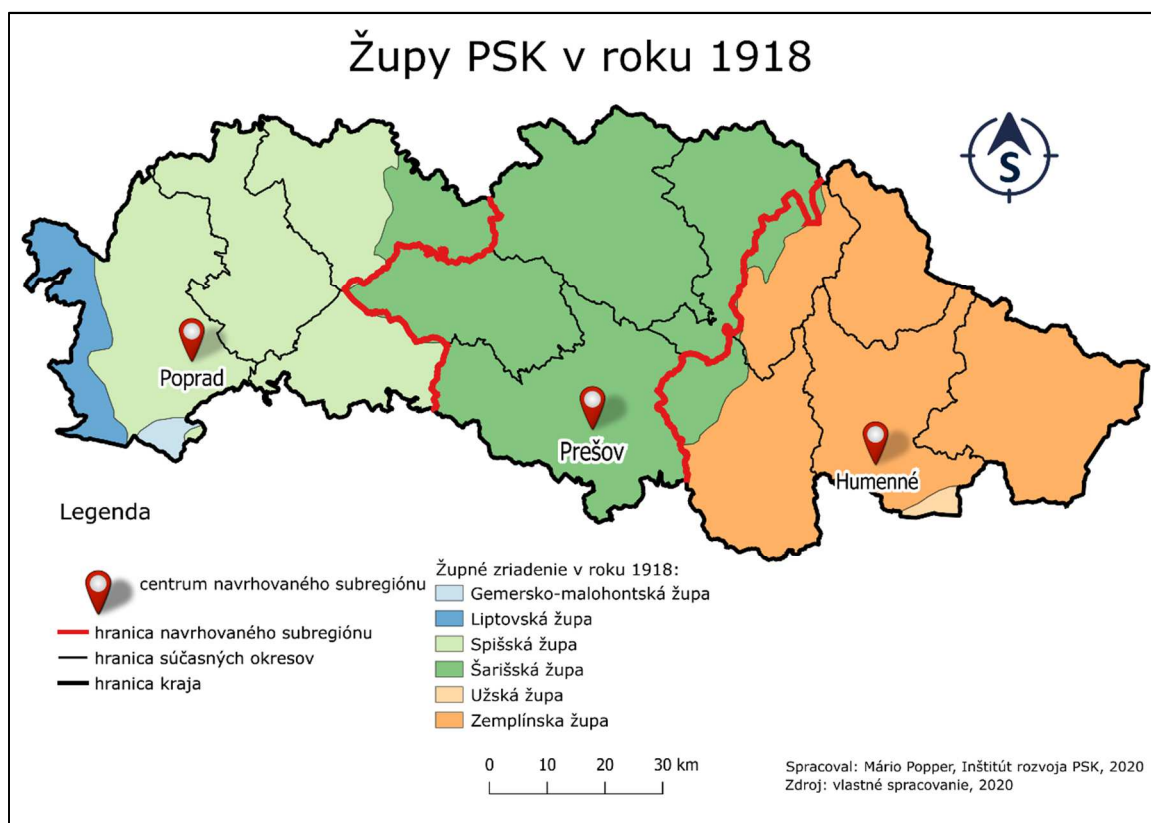 Župy PSK v roku 1918
S
Poprad
Prešov
Humenné
Legenda
centrum navrhovaného subregiónu
hranica navrhovaného subregiónu
hranica súčasných okresov
hranica kraja
Župné zriadenie v roku 1918:
Gemersko-malohontská župa
Liptovská župa
Spišská župa
Šarišská župa
Užská župa
Zemplínska župa
0 10 20 30 km
Spracoval: Mário Popper, Inštitút rozvoja PSK, 2020
Zdroj: vlastné spracovanie, 2020